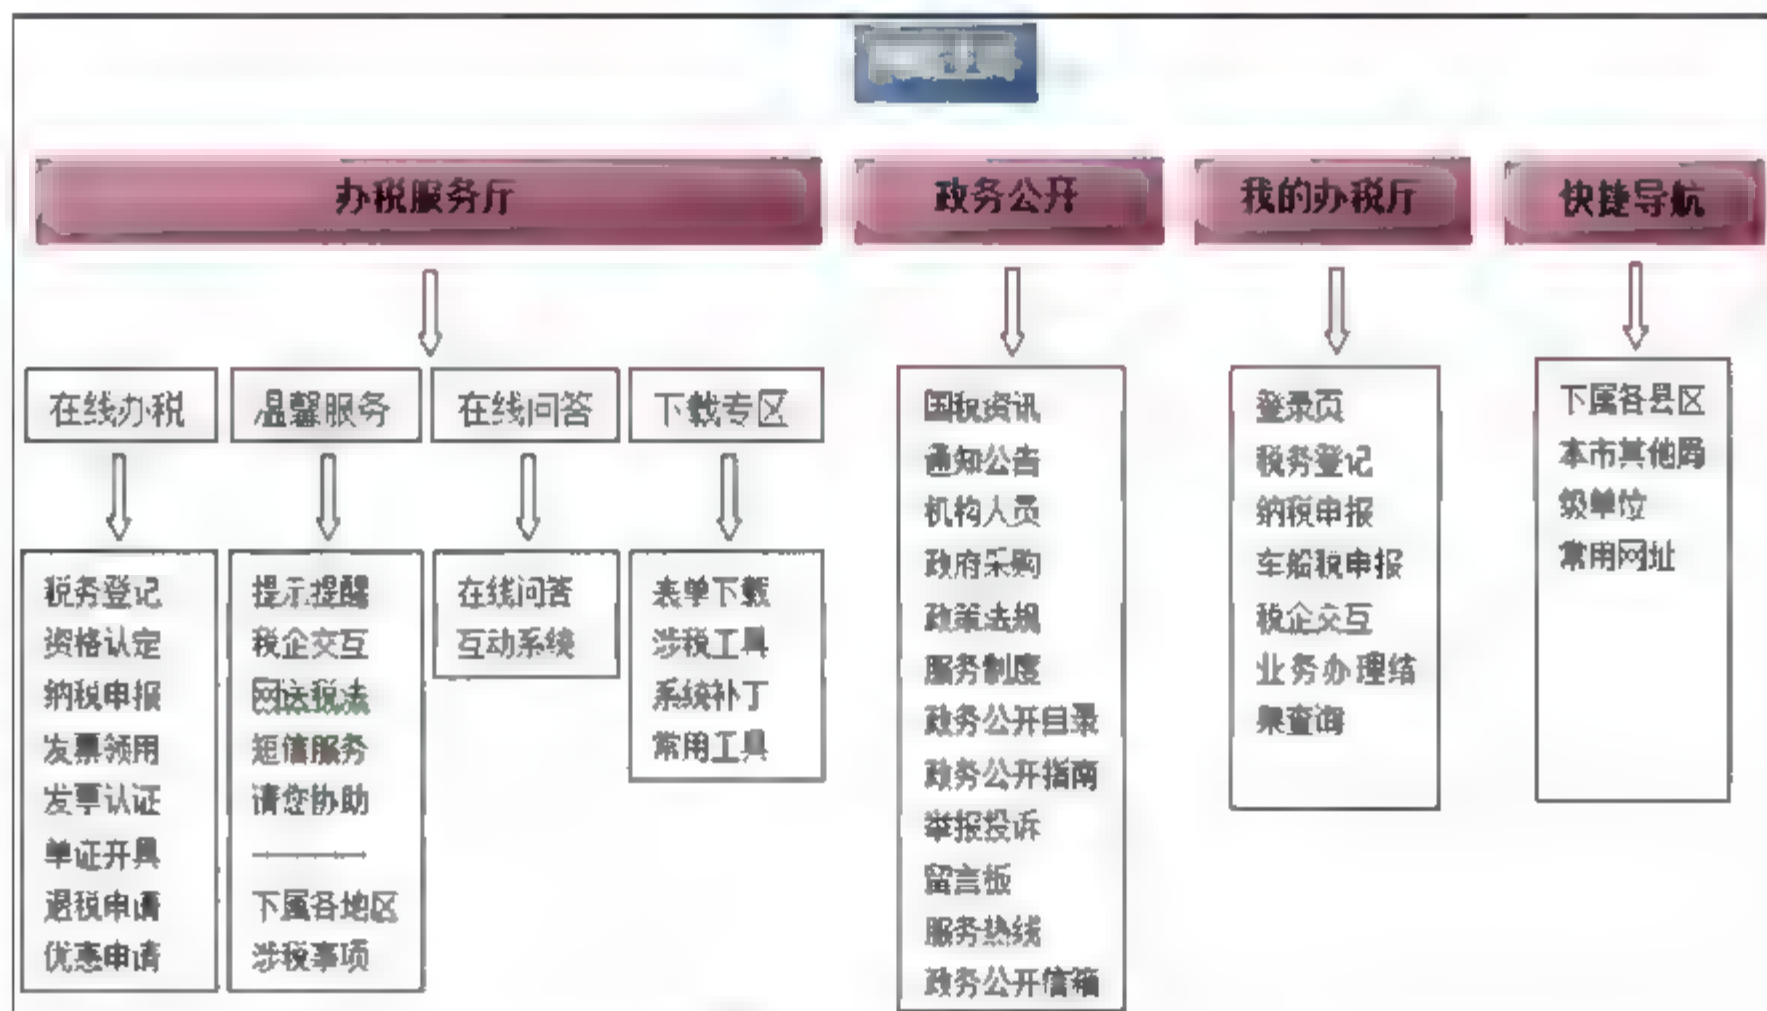 办税服务厅
政务公开
我的办税厅
快捷导航
在线办税
温馨服务
在线问答
下载专区
税务登记
资格认定
纳税申报
发票领用
发票认证
单证开具
退税申请
优惠申请
提示提醒
税企交互
网送税法
短信服务
请您协助
下属各地区
涉税事项
在线问答
互动系统
表单下载
涉税工具
系统补丁
常用工具
国税资讯
通知公告
机构人员
政府采购
政策法规
服务制度
政务公开目录
政务公开指南
举报投诉
留言板
服务热线
政务公开信箱
登录页
税务登记
纳税申报
车船税申报
税企交互
业务办理结
果查询
下属各县区
本市其他局
级单位
常用网址